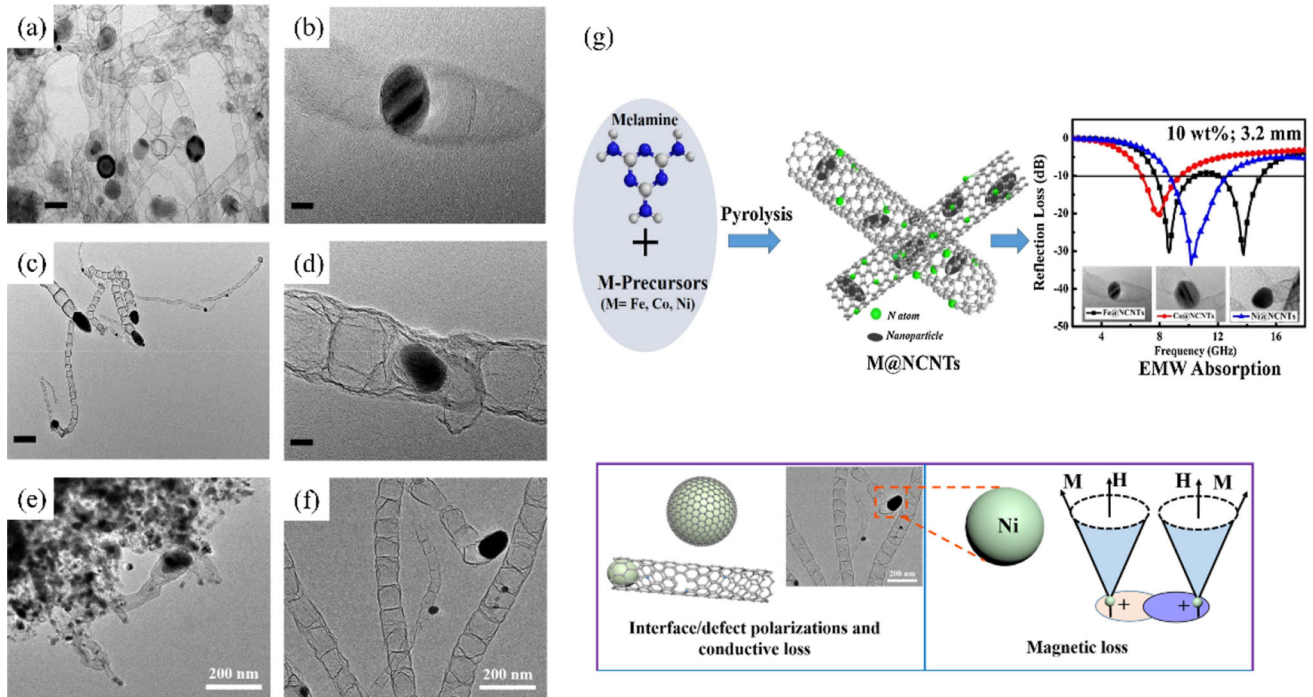 (a)
(b)
(c)
(d)
(e)
200 nm
(f)
200 nm
(g)
Melamine
+
M-Precursors
(M= Fe, Co, Ni)
Pyrolysis
N atom
Nanoparticle
M@NCNTs
10 wt%; 3.2 mm
Reflection Loss (dB)
0
-10
-20
-30
-40
-50
Fe@NCNTs
Co@NCNTs
Ni@NCNTs
4
8
12
16
Frequency (GHz)
EMW Absorption
200 nm
Interface/defect polarizations and
conductive loss
Ni
M
H
H
M
+
+
Magnetic loss